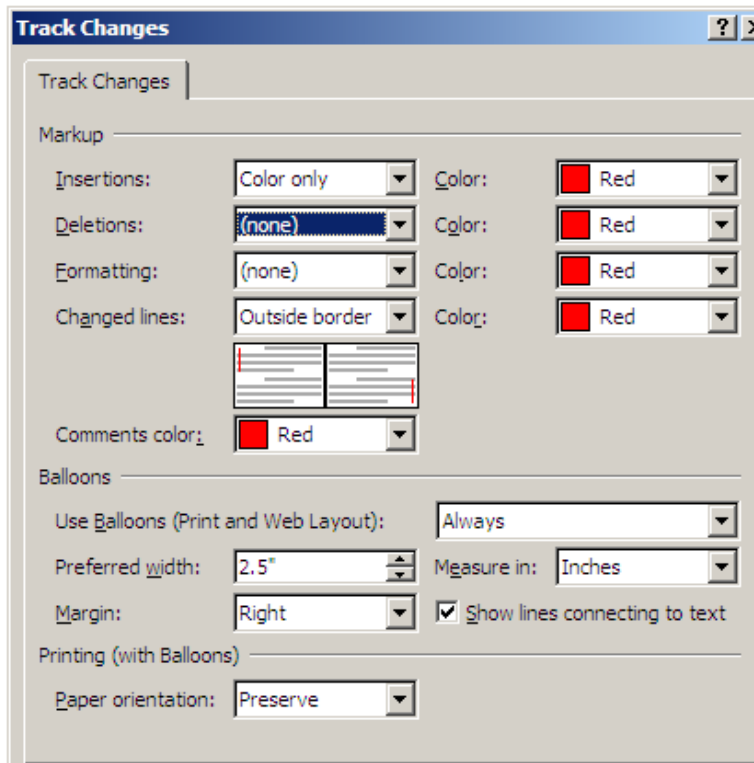 Track Changes
Track Changes
Markup
Insertions: Color only Color: Red
Deletions: (none) Color: Red
Formatting: (none) Color: Red
Changed lines: Outside border Color: Red
Comments color: Red
Balloons
Use Balloons (Print and Web Layout): Always
Preferred width: 2.5" Measure in: Inches
Margin: Right Show lines connecting to text
Printing (with Balloons)
Paper orientation: Preserve